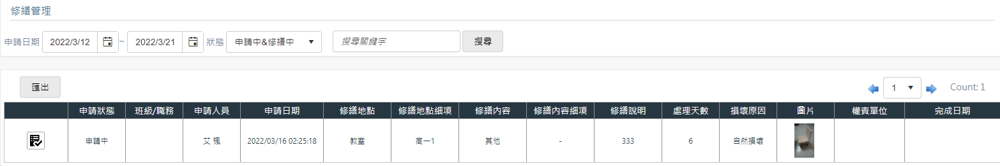 修繕管理
申請日期 2022/3/12 ~ 2022/3/21 狀態 申請中&修繕中 搜尋關鍵字 搜尋
匯出 1 Count: 1
申請狀態 班級/職務 申請人員 申請日期 修繕地點 修繕地點細項 修繕內容 修繕內容細項 修繕說明 處理天數 損壞原因 圖片 權責單位 完成日期
申請中 艾 楓 2022/03/16 02:25:18 教室 高一1 其他 - 333 6 自然損壞